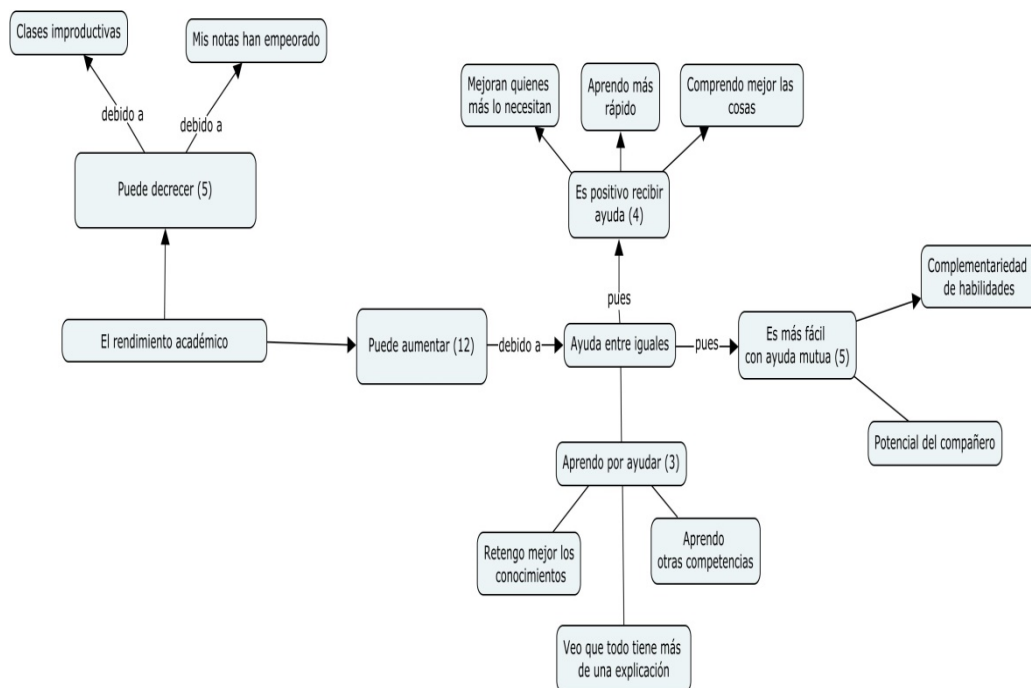 Clases improductivas
Mis notas han empeorado
debido a
debido a
Puede decrecer (5)
El rendimiento académico
Puede aumentar (12)
debido a
Ayuda entre iguales
pues
Es positivo recibir
ayuda (4)
Mejoran quienes
más lo necesitan
Aprendo más
rápido
Comprendo mejor las
cosas
pues
Es más fácil
con ayuda mutua (5)
Complementariedad
de habilidades
Potencial del compañero
Aprendo por ayudar (3)
Retengo mejor los
conocimientos
Aprendo
otras competencias
Veo que todo tiene más
de una explicación